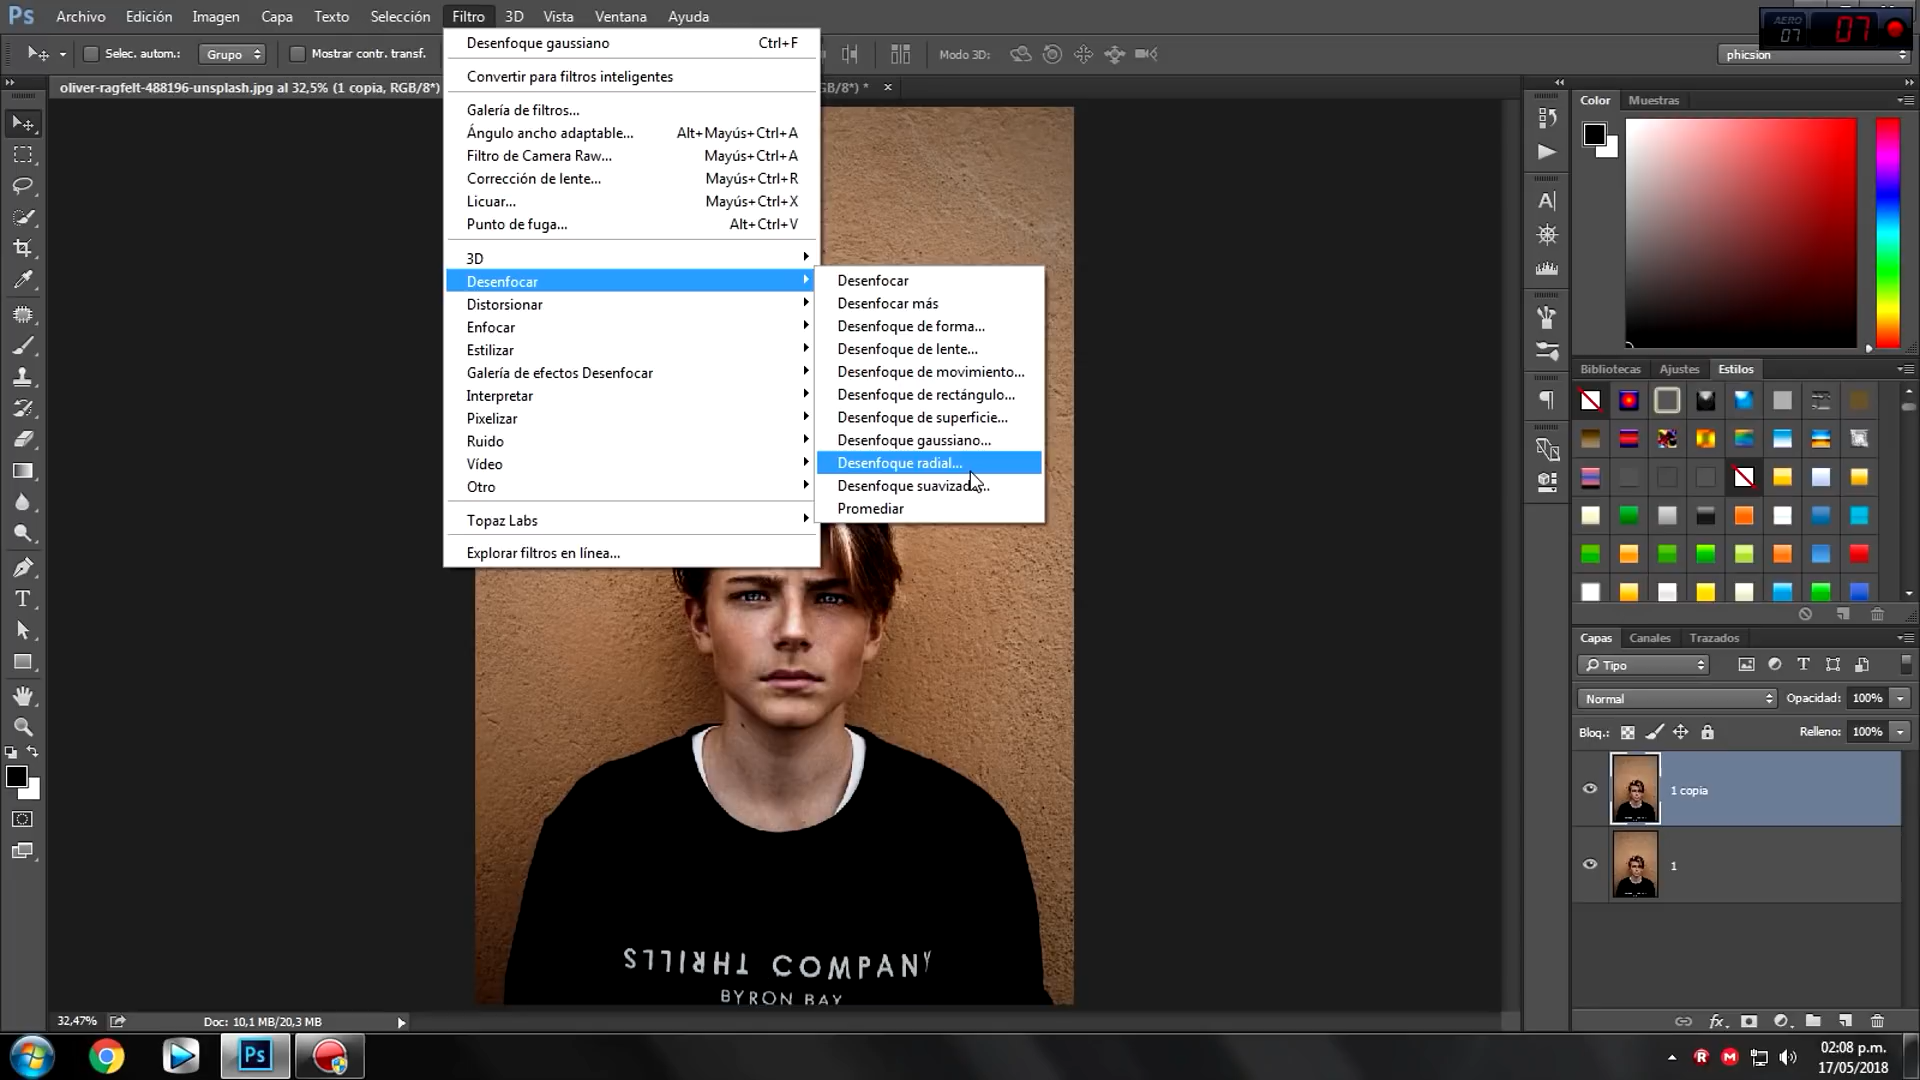 Ps Archivo Edición Imagen Capa Texto Selección Filtro 3D Vista Ventana Ayuda
AERO 07 07
Selec. autom.: Grupo Mostrar contr. transf. Modo 3D: phicsion
oliver-ragfelt-488196-unsplash.jpg al 32,5% (1 copia, RGB/8*) GB/8*) * ×
Desenfoque gaussiano Ctrl+F
Convertir para filtros inteligentes
Galería de filtros...
Ángulo ancho adaptable... Alt+Mayús+Ctrl+A
Filtro de Camera Raw... Mayús+Ctrl+A
Corrección de lente... Mayús+Ctrl+R
Licuar... Mayús+Ctrl+X
Punto de fuga... Alt+Ctrl+V
3D
Desenfocar
Distorsionar
Enfocar
Estilizar
Galería de efectos Desenfocar
Interpretar
Pixelizar
Ruido
Vídeo
Otro
Topaz Labs
Explorar filtros en línea...
Desenfocar
Desenfocar más
Desenfoque de forma...
Desenfoque de lente...
Desenfoque de movimiento...
Desenfoque de rectángulo...
Desenfoque de superficie...
Desenfoque gaussiano...
Desenfoque radial...
Desenfoque suavizad...
Promediar
THRILLS COMPANY
BYRON BAY
Color Muestras
Bibliotecas Ajustes Estilos
Capas Canales Trazados
Tipo
Normal Opacidad: 100%
Bloq.: Relleno: 100%
1 copia
1
fx
32,47% Doc: 10,1 MB/20,3 MB
Ps
02:08 p.m.
17/05/2018